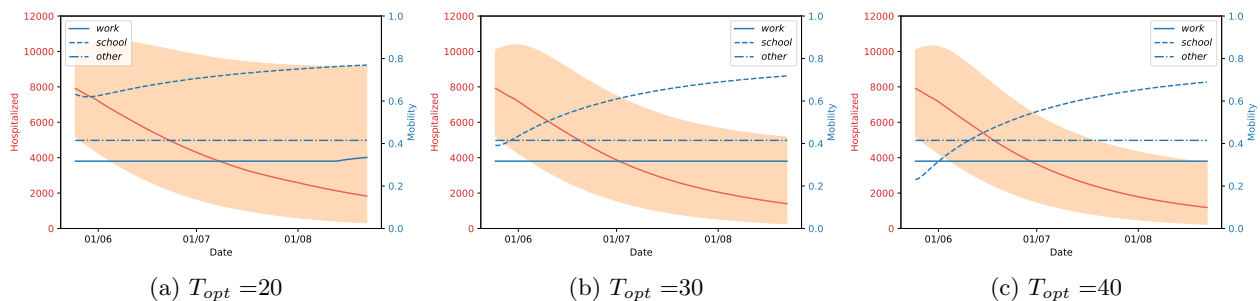 12000
10000
8000
6000
4000
2000
0
Hospitalized
work
school
other
1.0
0.8
0.6
0.4
0.2
0.0
Mobility
01/06 01/07 01/08
Date
(a) T_opt =20
12000
10000
8000
6000
4000
2000
0
Hospitalized
work
school
other
1.0
0.8
0.6
0.4
0.2
0.0
Mobility
01/06 01/07 01/08
Date
(b) T_opt =30
12000
10000
8000
6000
4000
2000
0
Hospitalized
work
school
other
1.0
0.8
0.6
0.4
0.2
0.0
Mobility
01/06 01/07 01/08
Date
(c) T_opt =40